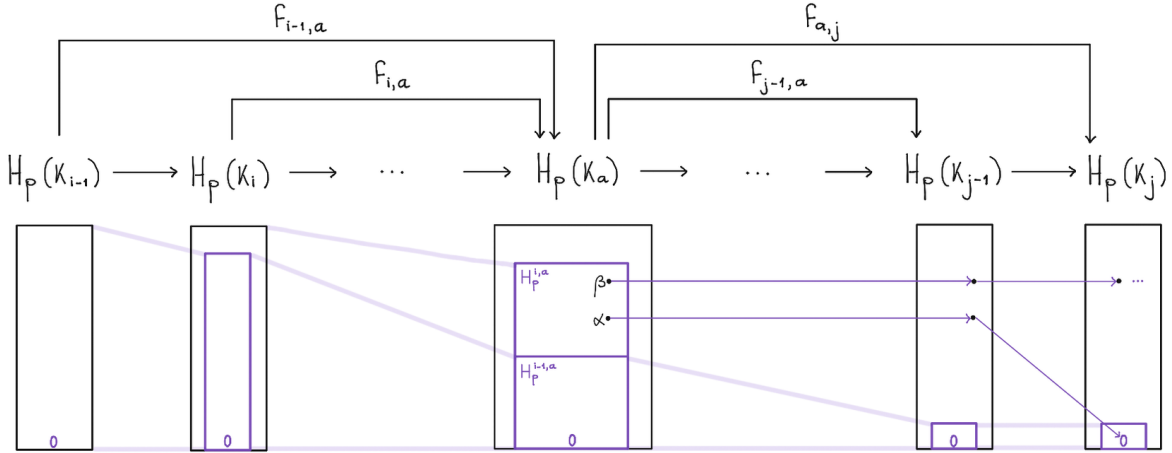 F_{i-1,a} F_{a,j}
F_{i,a} F_{j-1,a}
H_p(K_{i-1}) → H_p(K_i) → ... → H_p(K_a) → ... → H_p(K_{j-1}) → H_p(K_j)
H_p^{i,a} β ...
α
H_p^{i-1,a}
0 0 0 0 0